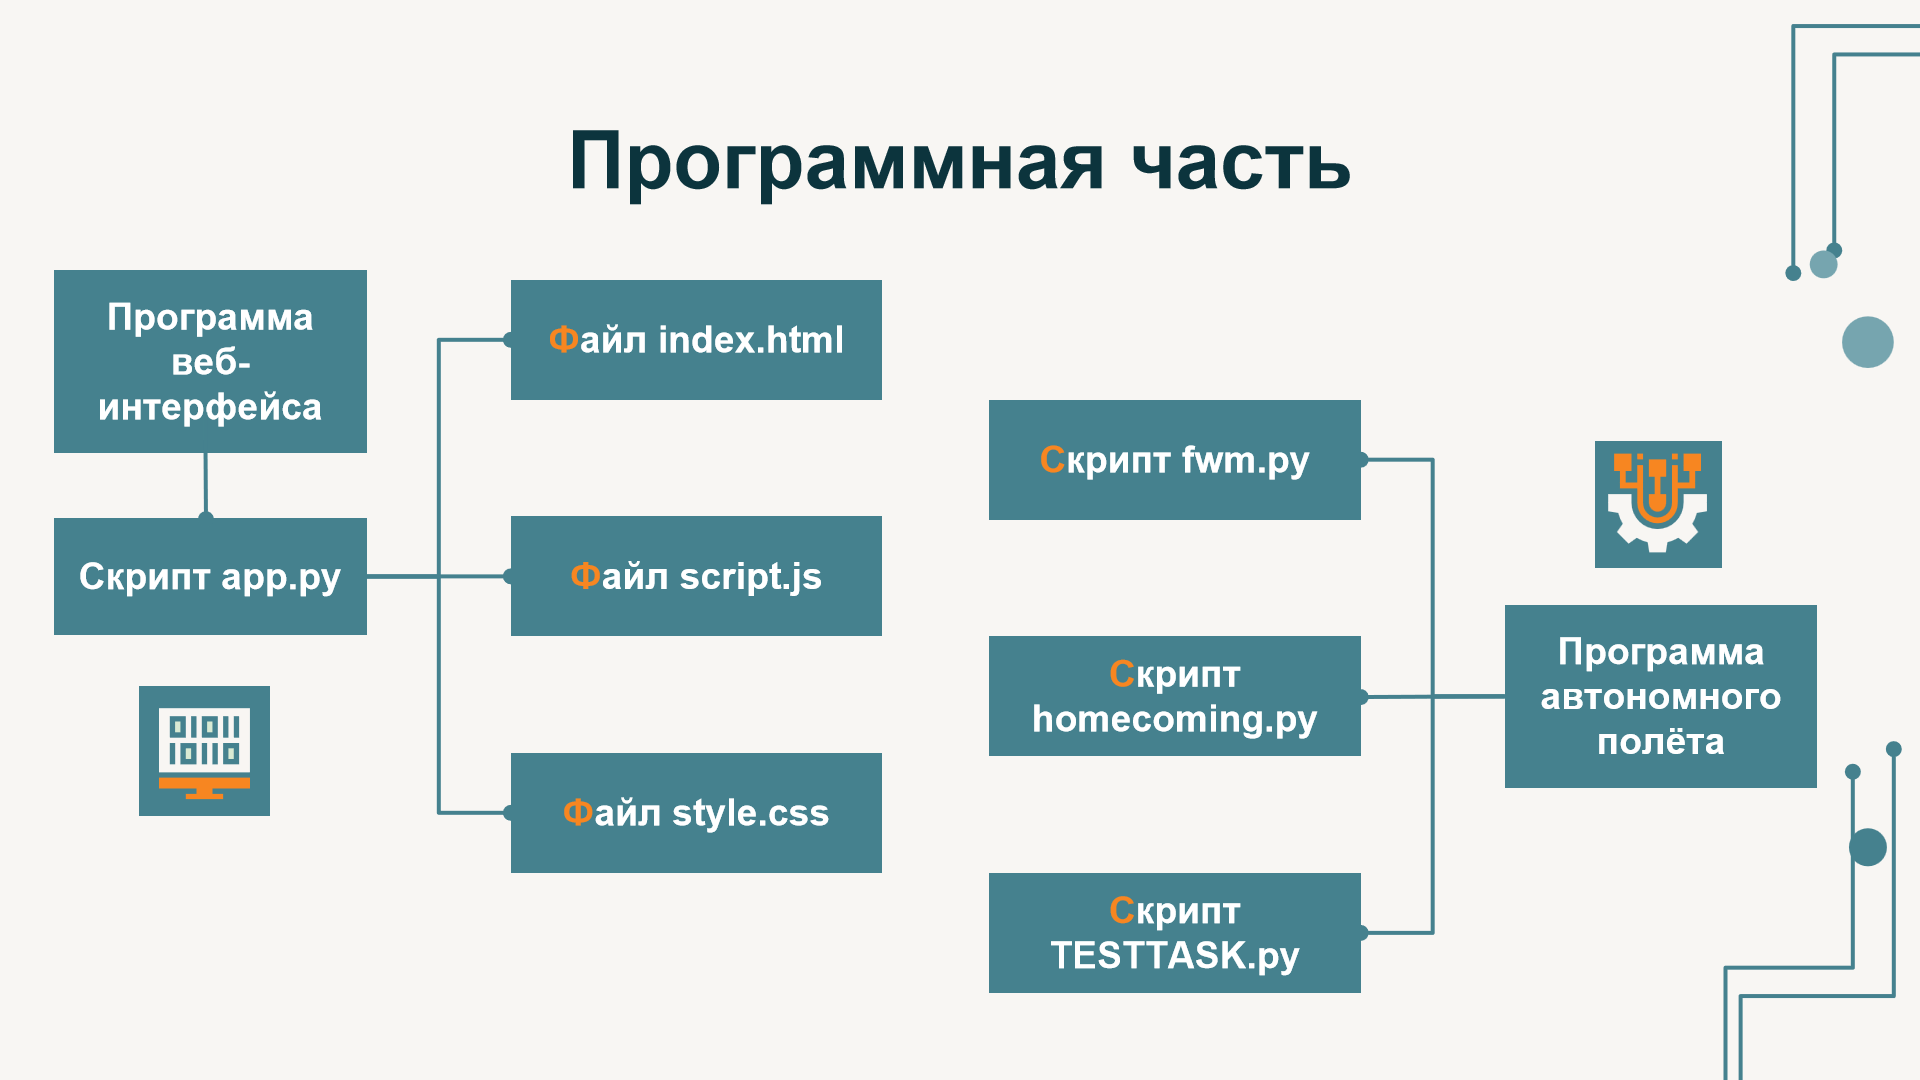 Программная часть
Программа
веб-
интерфейса
Скрипт app.py
Файл index.html
Файл script.js
Файл style.css
Скрипт fwm.py
Скрипт
homecoming.py
Скрипт
TESTTASK.py
Программа
автономного
полёта